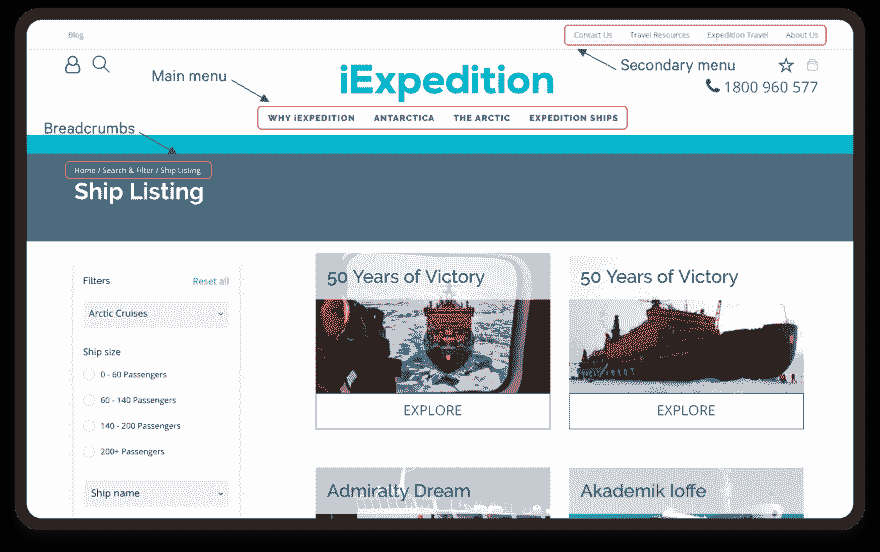 Blog
Contact Us Travel Resources Expedition Travel About Us
Secondary menu
Main menu
iExpedition
1800 960 577
WHY iEXPEDITION ANTARCTICA THE ARCTIC EXPEDITION SHIPS
Breadcrumbs
Home / Search & Filter / Ship Listing
Ship Listing
Filters Reset all
Arctic Cruises
Ship size
0 - 60 Passengers
60 - 140 Passengers
140 - 200 Passengers
200+ Passengers
Ship name
50 Years of Victory
EXPLORE
50 Years of Victory
EXPLORE
Admiralty Dream
Akademik Ioffe